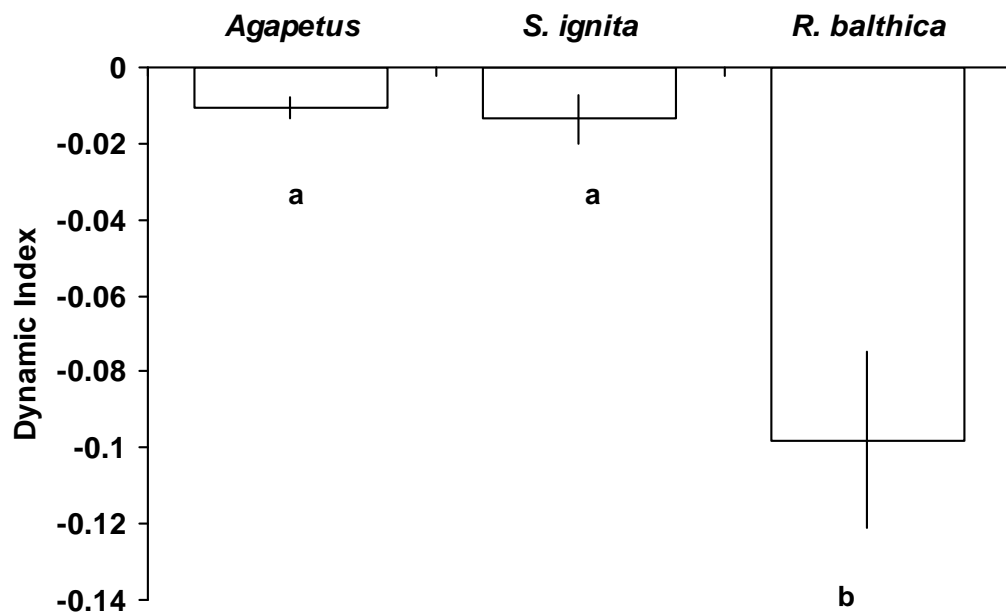 Agapetus S. ignita R. balthica
0
-0.02
a a
-0.04
-0.06
-0.08
-0.1
-0.12
b
-0.14
Dynamic Index